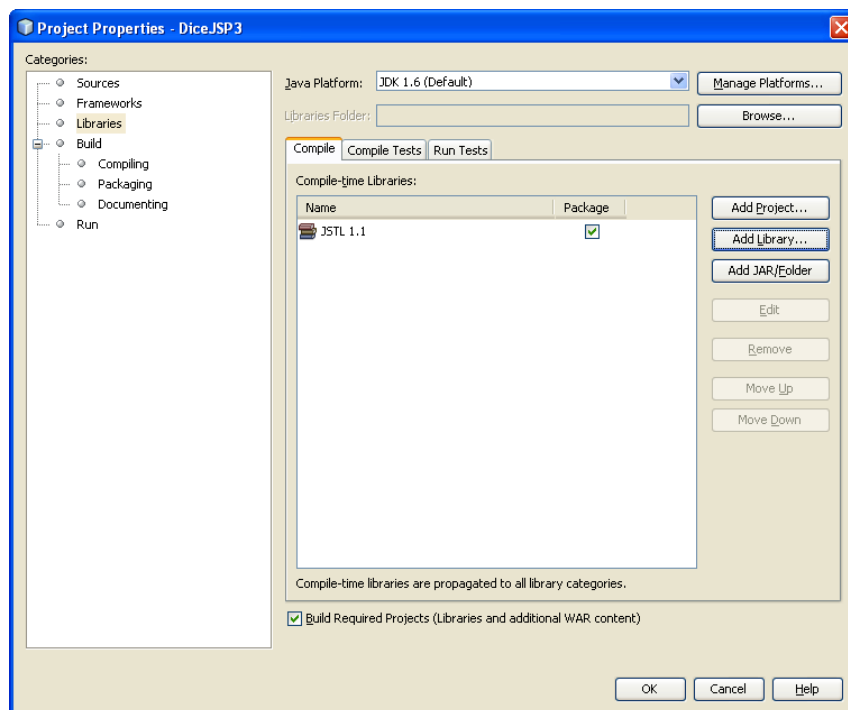 Project Properties - DiceJSP3
Categories:
Sources
Frameworks
Libraries
Build
Compiling
Packaging
Documenting
Run
Java Platform: JDK 1.6 (Default) Manage Platforms...
Libraries Folder: Browse...
Compile Compile Tests Run Tests
Compile-time Libraries:
Name Package
JSTL 1.1
Add Project...
Add Library...
Add JAR/Folder
Edit
Remove
Move Up
Move Down
Compile-time libraries are propagated to all library categories.
Build Required Projects (Libraries and additional WAR content)
OK Cancel Help